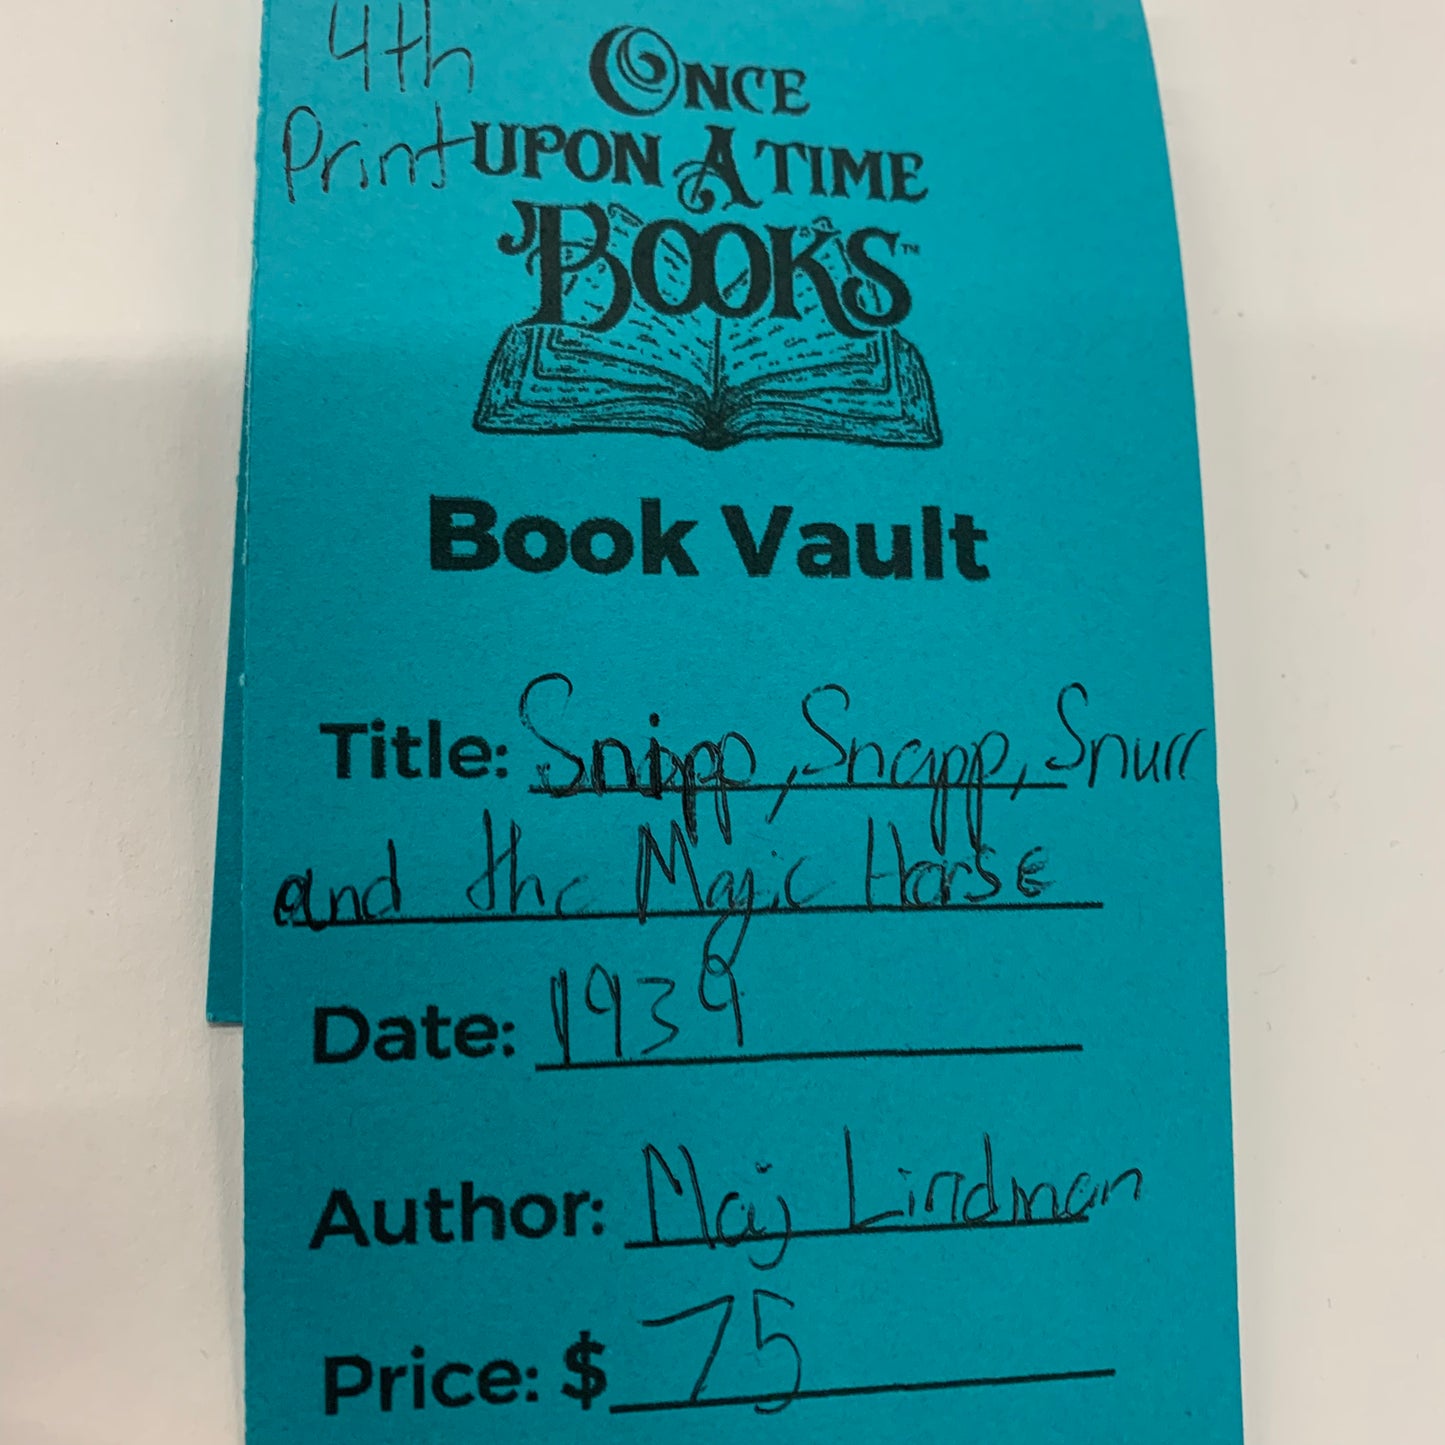 4th
Print
ONCE
UPON A TIME
BOOKS™
Book Vault
Title: Snipp, Snapp, Snurr
and the Magic Horse
Date: 1939
Author: Maj Lindman
Price: $75